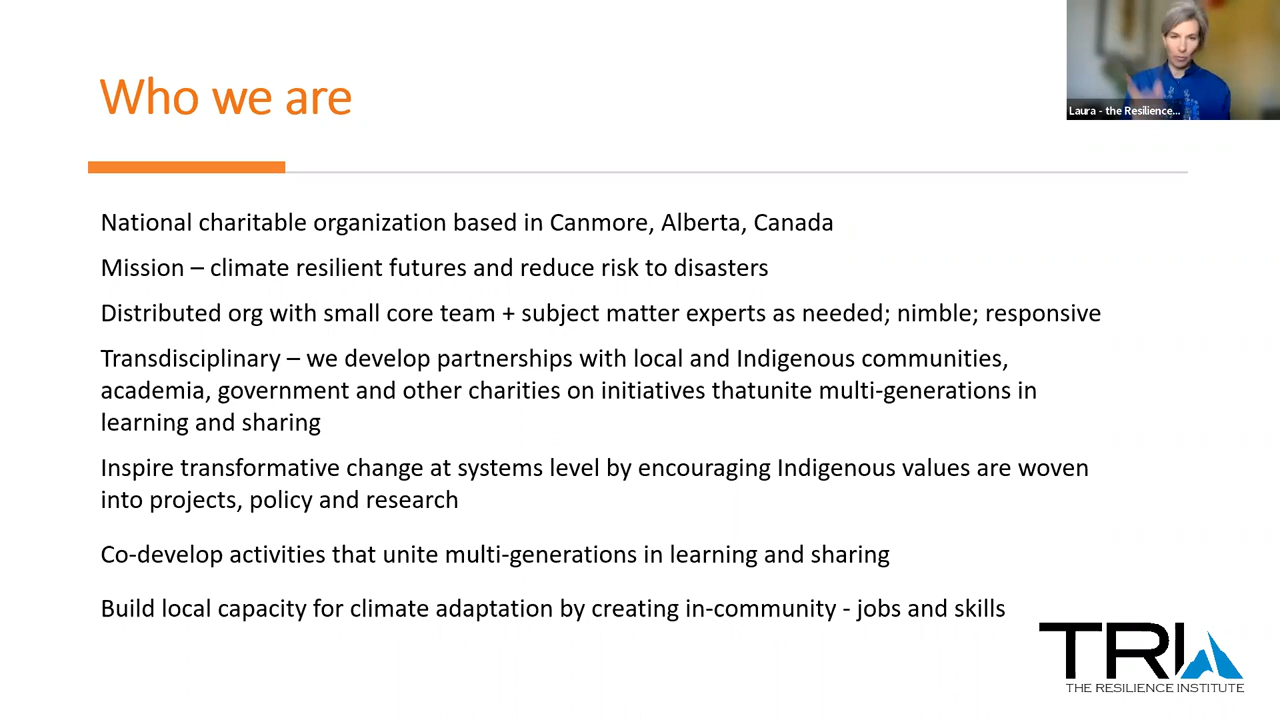 Who we are
Laura - the Resilience...
National charitable organization based in Canmore, Alberta, Canada
Mission – climate resilient futures and reduce risk to disasters
Distributed org with small core team + subject matter experts as needed; nimble; responsive
Transdisciplinary – we develop partnerships with local and Indigenous communities,
academia, government and other charities on initiatives thatunite multi-generations in
learning and sharing
Inspire transformative change at systems level by encouraging Indigenous values are woven
into projects, policy and research
Co-develop activities that unite multi-generations in learning and sharing
Build local capacity for climate adaptation by creating in-community - jobs and skills
TRI
THE RESILIENCE INSTITUTE